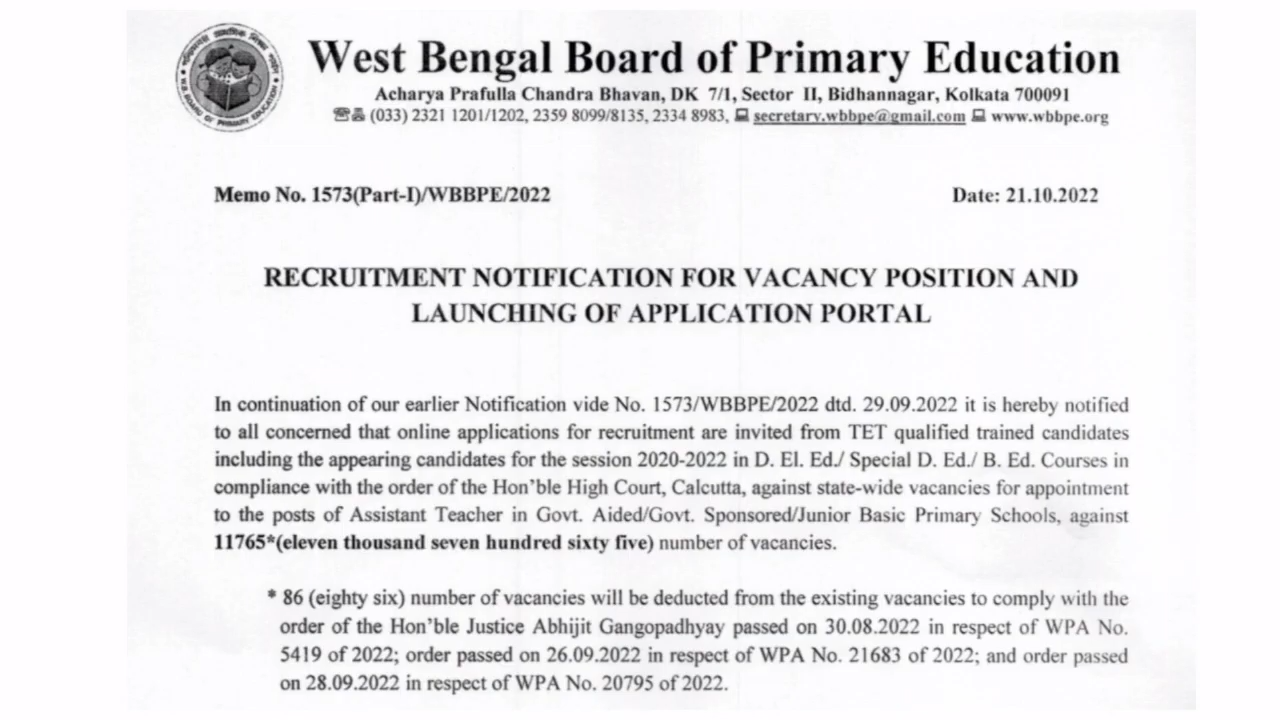 West Bengal Board of Primary Education
Acharya Prafulla Chandra Bhavan, DK 7/1, Sector II, Bidhannagar, Kolkata 700091
(033) 2321 1201/1202, 2359 8099/8135, 2334 8983, secretary.wbbpe@gmail.com www.wbbpe.org
W.B. BOARD OF PRIMARY EDUCATION
Memo No. 1573(Part-I)/WBBPE/2022 Date: 21.10.2022
RECRUITMENT NOTIFICATION FOR VACANCY POSITION AND
LAUNCHING OF APPLICATION PORTAL
In continuation of our earlier Notification vide No. 1573/WBBPE/2022 dtd. 29.09.2022 it is hereby notified
to all concerned that online applications for recruitment are invited from TET qualified trained candidates
including the appearing candidates for the session 2020-2022 in D. El. Ed./ Special D. Ed./ B. Ed. Courses in
compliance with the order of the Hon’ble High Court, Calcutta, against state-wide vacancies for appointment
to the posts of Assistant Teacher in Govt. Aided/Govt. Sponsored/Junior Basic Primary Schools, against
11765*(eleven thousand seven hundred sixty five) number of vacancies.
* 86 (eighty six) number of vacancies will be deducted from the existing vacancies to comply with the
order of the Hon’ble Justice Abhijit Gangopadhyay passed on 30.08.2022 in respect of WPA No.
5419 of 2022; order passed on 26.09.2022 in respect of WPA No. 21683 of 2022; and order passed
on 28.09.2022 in respect of WPA No. 20795 of 2022.